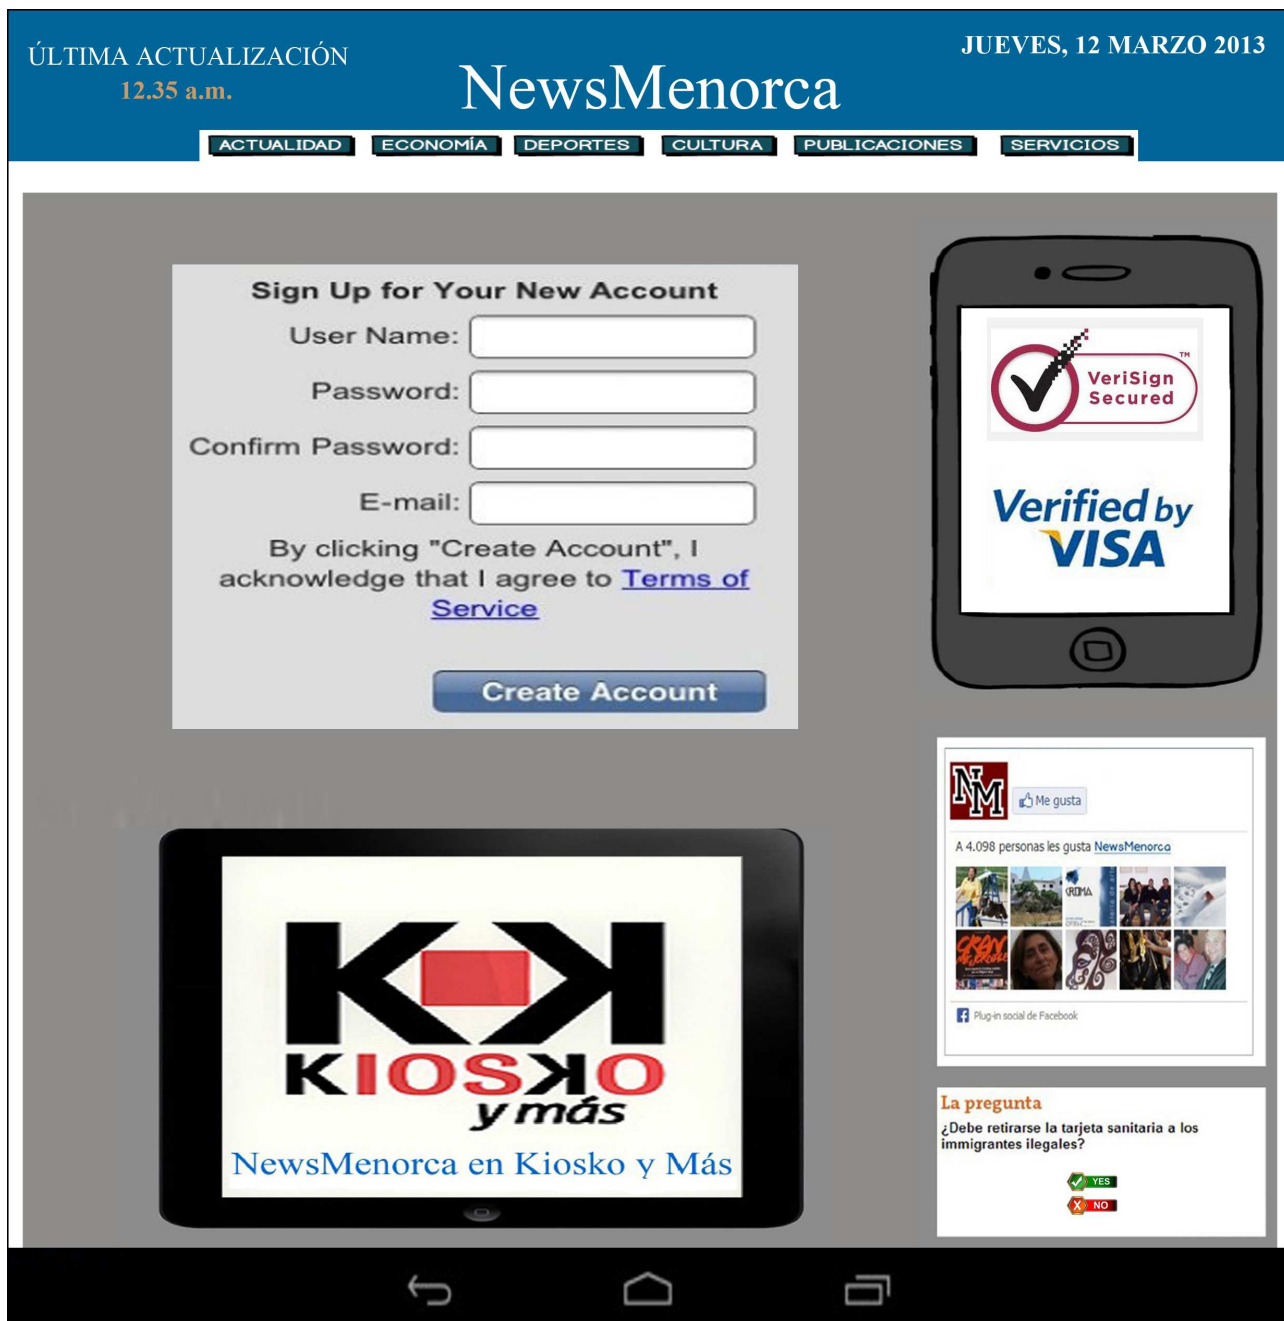 ÚLTIMA ACTUALIZACIÓN
12.35 a.m.
NewsMenorca
JUEVES, 12 MARZO 2013
ACTUALIDAD ECONOMÍA DEPORTES CULTURA PUBLICACIONES SERVICIOS
Sign Up for Your New Account
User Name:
Password:
Confirm Password:
E-mail:
By clicking "Create Account", I
acknowledge that I agree to Terms of
Service
Create Account
VeriSign
Secured
TM
Verified by
VISA
NM
Me gusta
A 4.098 personas les gusta NewsMenorca
KROMA
GRAN
Plug-in social de Facebook
KIOSKO
y más
NewsMenorca en Kiosko y Más
La pregunta
¿Debe retirarse la tarjeta sanitaria a los
immigrantes ilegales?
YES
X NO